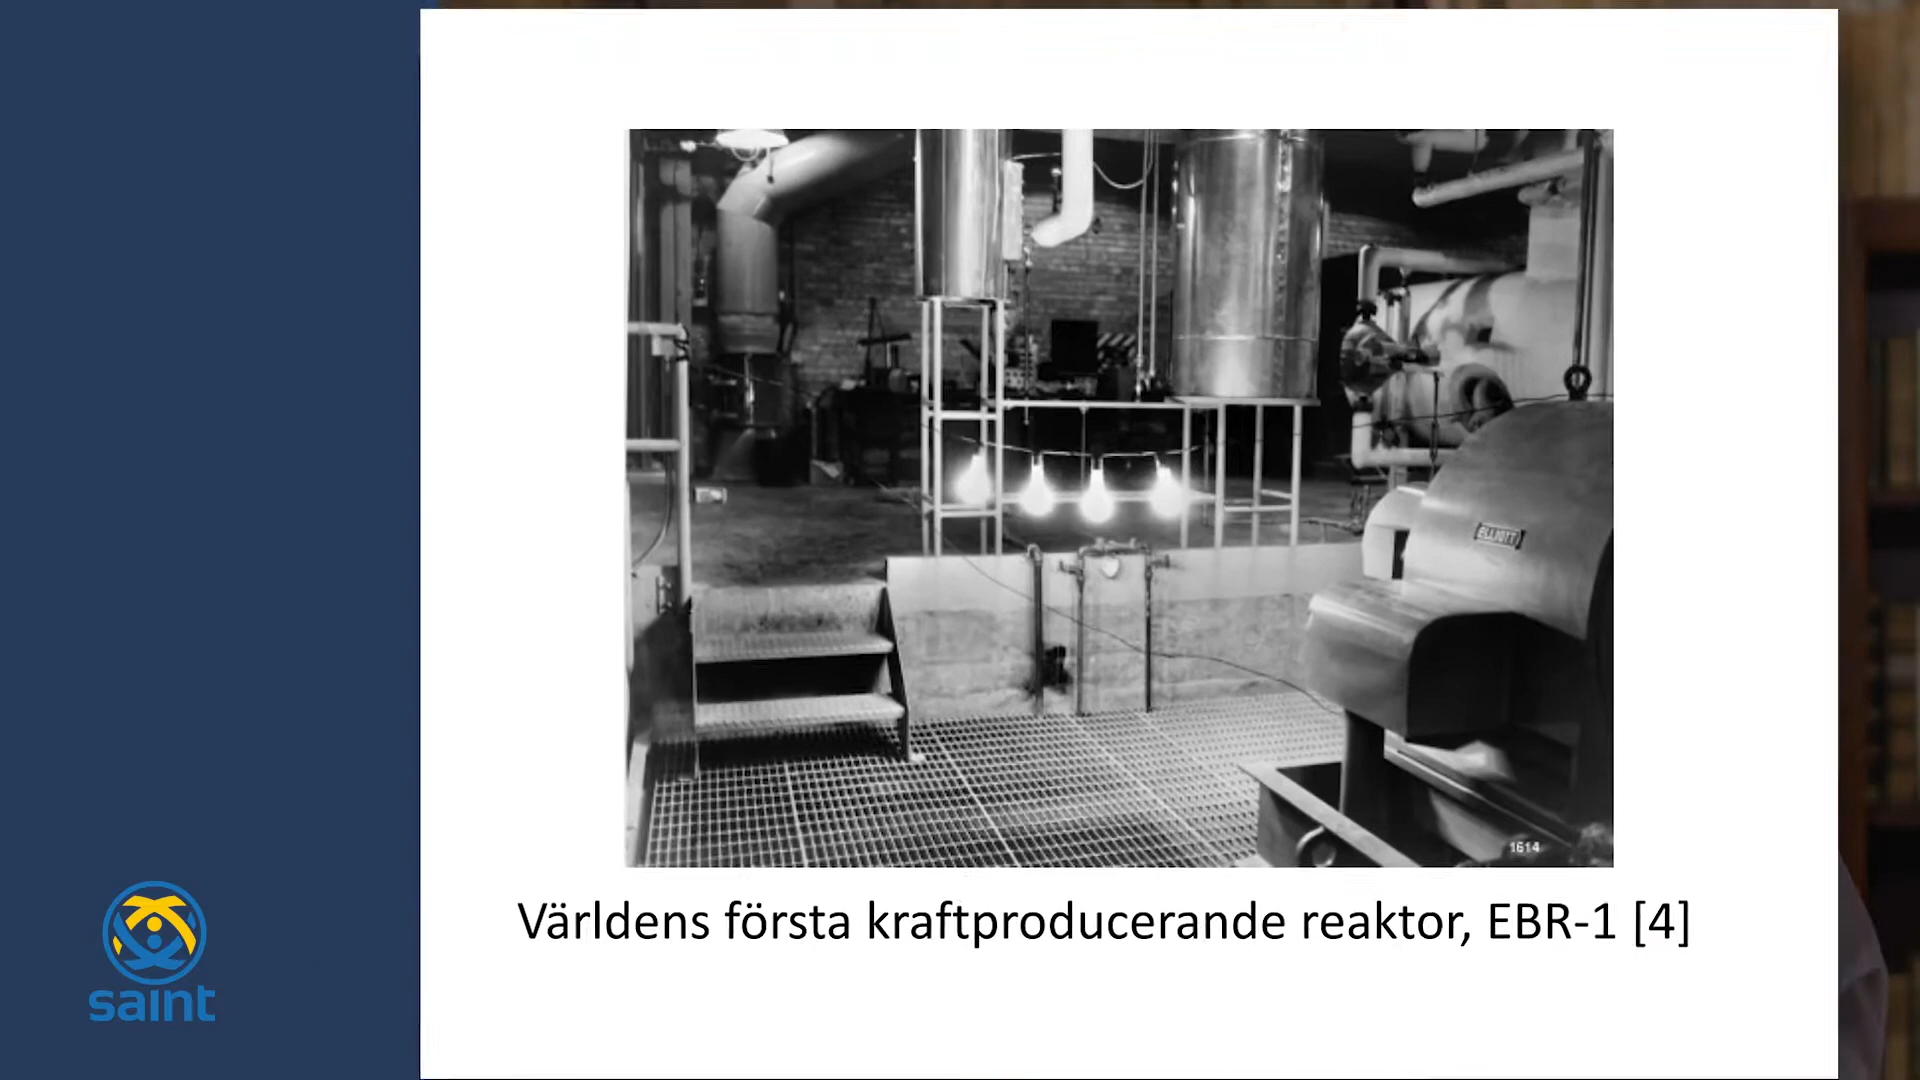 ELLIOTT
1614
Världens första kraftproducerande reaktor, EBR-1 [4]
saint